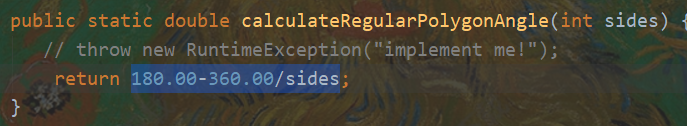 public static double calculateRegularPolygonAngle(int sides) {
// throw new RuntimeException("implement me!");
return 180.00-360.00/sides;
}